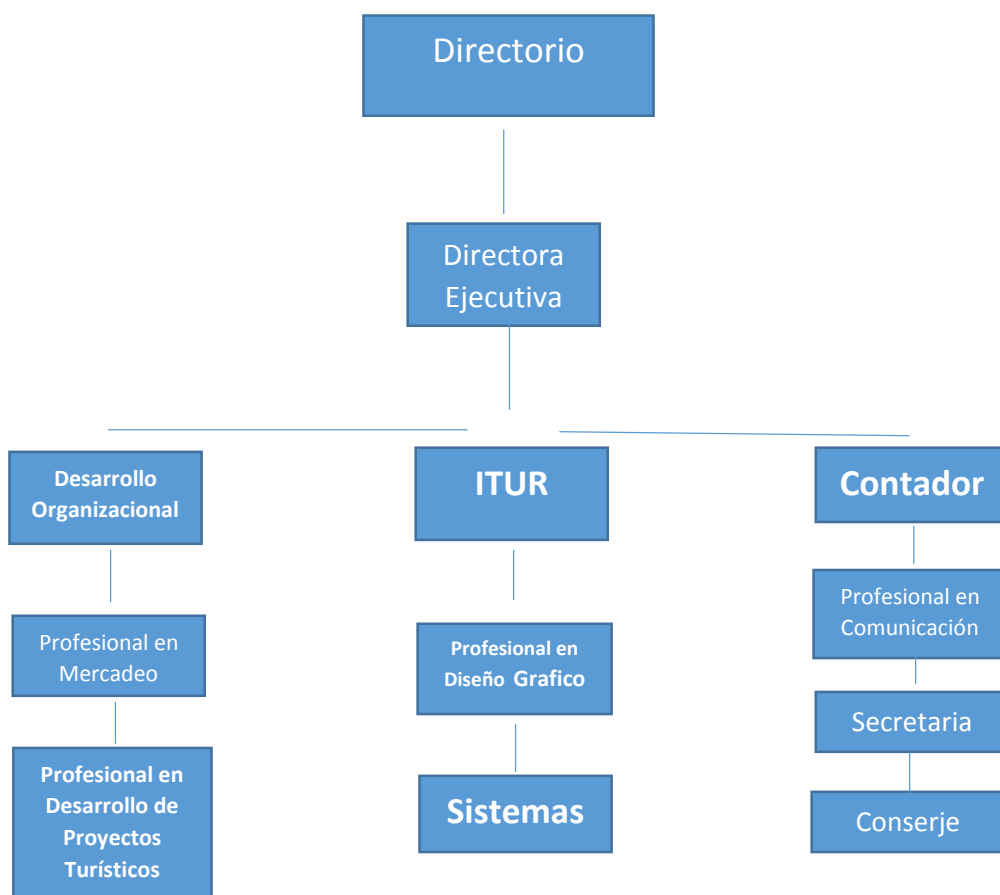 Directorio
Directora
Ejecutiva
Desarrollo
Organizacional
ITUR
Contador
Profesional en
Mercadeo
Profesional en
Diseño Grafico
Profesional en
Comunicación
Profesional en
Desarrollo de
Proyectos
Turísticos
Sistemas
Secretaria
Conserje